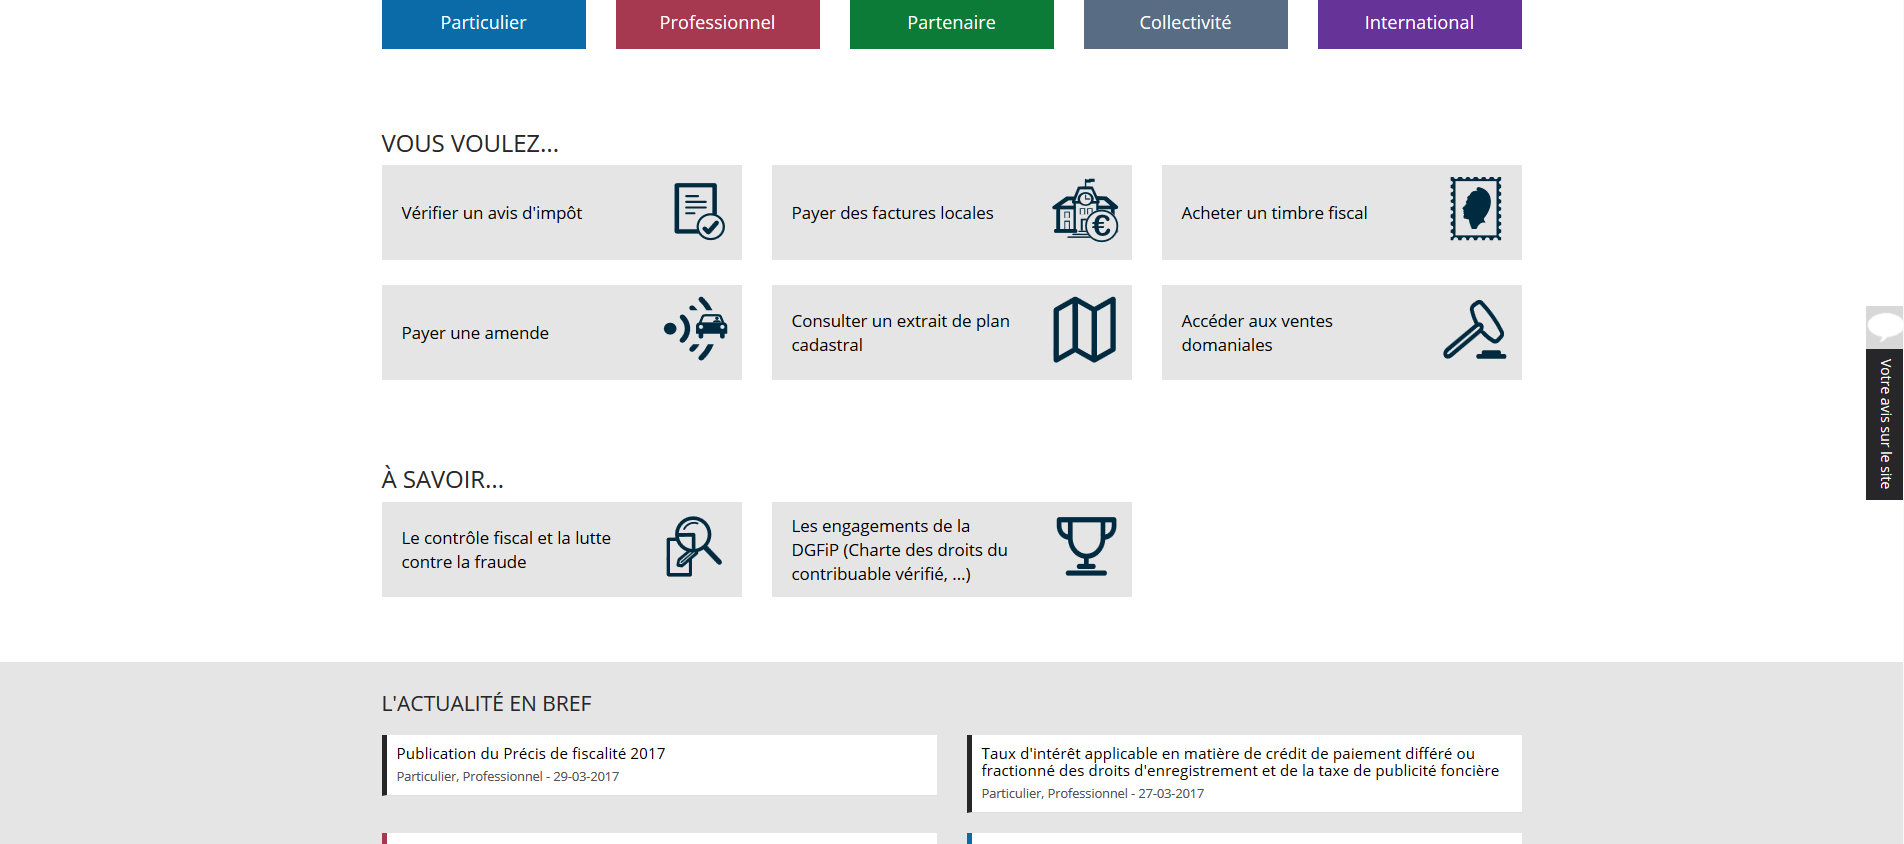 Particulier
Professionnel
Partenaire
Collectivité
International
VOUS VOULEZ...
Vérifier un avis d'impôt
Payer des factures locales
Acheter un timbre fiscal
Payer une amende
Consulter un extrait de plan
cadastral
Accéder aux ventes
domaniales
Votre avis sur le site
À SAVOIR...
Le contrôle fiscal et la lutte
contre la fraude
Les engagements de la
DGFiP (Charte des droits du
contribuable vérifié, ...)
L'ACTUALITÉ EN BREF
Publication du Précis de fiscalité 2017
Particulier, Professionnel - 29-03-2017
Taux d'intérêt applicable en matière de crédit de paiement différé ou
fractionné des droits d'enregistrement et de la taxe de publicité foncière
Particulier, Professionnel - 27-03-2017